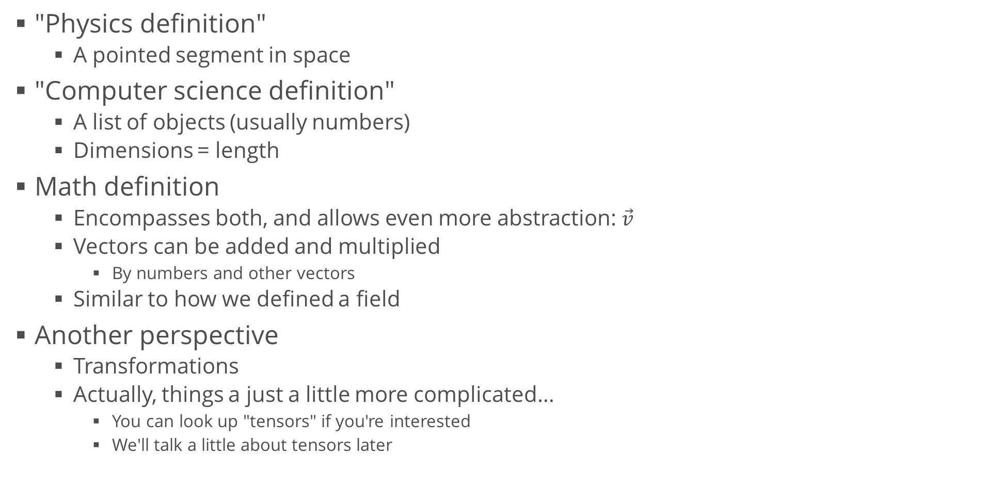 ▪ "Physics definition"
▪ A pointed segment in space
▪ "Computer science definition"
▪ A list of objects (usually numbers)
▪ Dimensions = length
▪ Math definition
▪ Encompasses both, and allows even more abstraction: v⃗
▪ Vectors can be added and multiplied
▪ By numbers and other vectors
▪ Similar to how we defined a field
▪ Another perspective
▪ Transformations
▪ Actually, things a just a little more complicated…
▪ You can look up "tensors" if you're interested
▪ We'll talk a little about tensors later